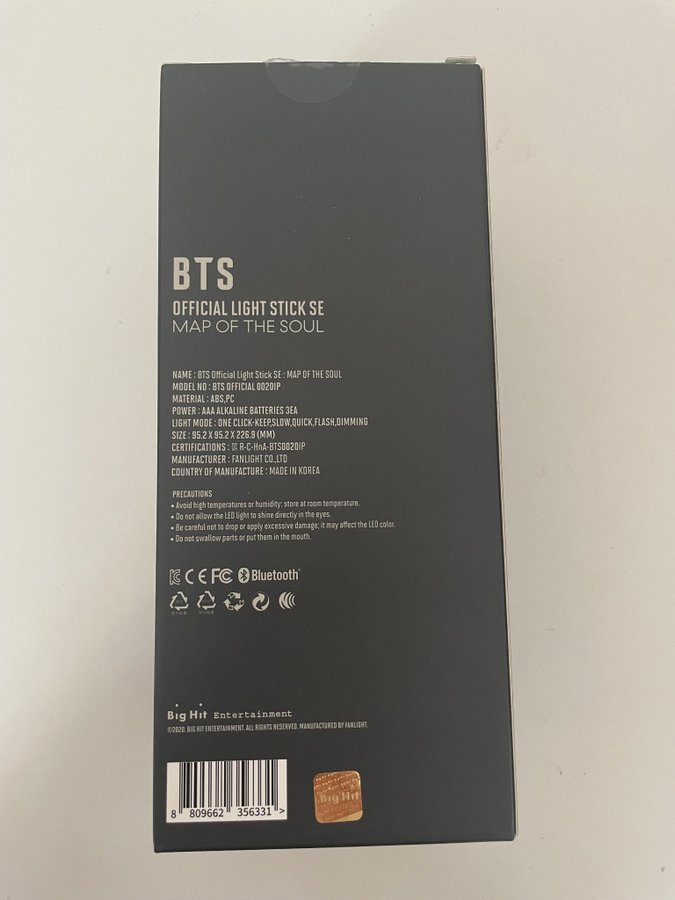 BTS
OFFICIAL LIGHT STICK SE
MAP OF THE SOUL
NAME : BTS Official Light Stick SE : MAP OF THE SOUL
MODEL NO : BTS OFFICIAL 0020IP
MATERIAL : ABS,PC
POWER : AAA ALKALINE BATTERIES 3EA
LIGHT MODE : ONE CLICK-KEEP,SLOW,QUICK,FLASH,DIMMING
SIZE : 95.2 X 95.2 X 226.9 (MM)
CERTIFICATIONS : R-C-HnA-BTS0020IP
MANUFACTURER : FANLIGHT CO.,LTD
COUNTRY OF MANUFACTURE : MADE IN KOREA
PRECAUTIONS
• Avoid high temperatures or humidity; store at room temperature.
• Do not allow the LED light to shine directly in the eyes.
• Be careful not to drop or apply excessive damage; it may affect the LED color.
• Do not swallow parts or put them in the mouth.
CE FC Bluetooth
Big Hit Entertainment
©2020. BIG HIT ENTERTAINMENT. ALL RIGHTS RESERVED. MANUFACTURED BY FANLIGHT.
8 809662 356331 >
Big Hit